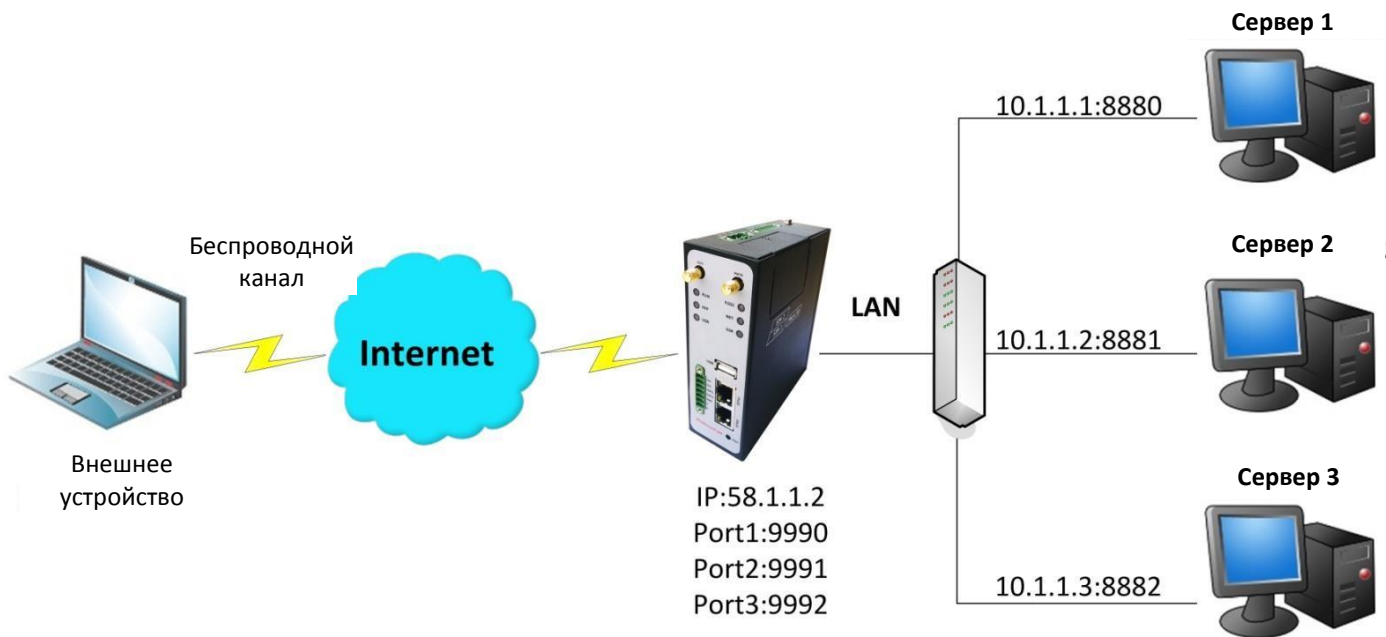 Сервер 1
10.1.1.1:8880
Беспроводной
канал
Сервер 2
Internet
LAN
10.1.1.2:8881
Внешнее
устройство
IP:58.1.1.2
Port1:9990
Port2:9991
Port3:9992
Сервер 3
10.1.1.3:8882